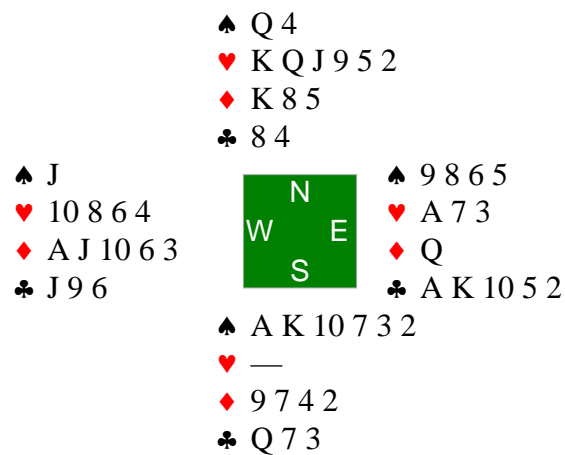 ♠ Q 4
♥ K Q J 9 5 2
♦ K 8 5
♣ 8 4
♠ J
♥ 10 8 6 4
♦ A J 10 6 3
♣ J 9 6
N
W E
S
♠ 9 8 6 5
♥ A 7 3
♦ Q
♣ A K 10 5 2
♠ A K 10 7 3 2
♥ —
♦ 9 7 4 2
♣ Q 7 3